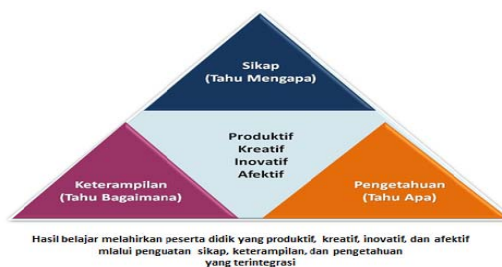 Sikap
(Tahu Mengapa)
Produktif
Kreatif
Inovatif
Afektif
Keterampilan
(Tahu Bagaimana)
Pengetahuan
(Tahu Apa)
Hasil belajar melahirkan peserta didik yang produktif, kreatif, inovatif, dan afektif
mlalui penguatan sikap, keterampilan, dan pengetahuan
yang terintegrasi